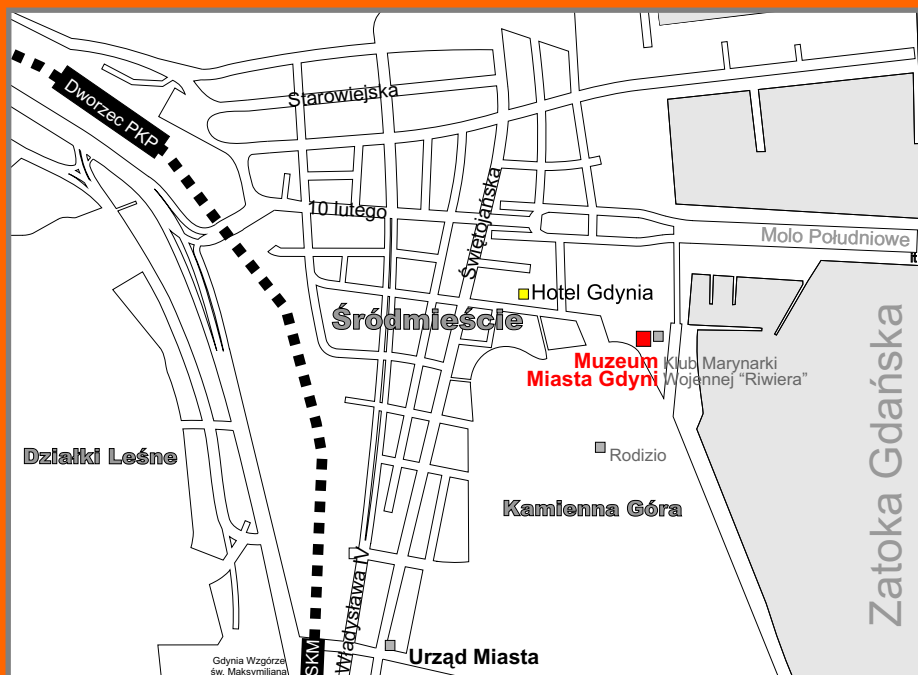 Dworzec PKP
Starowiejska
10 lutego
Świętojańska
Molo Południowe
Hotel Gdynia
Śródmieście
Muzeum
Miasta Gdyni
Klub Marynarki
Wojennej “Riwiera”
Działki Leśne
Rodizio
Kamienna Góra
Zatoka Gdańska
Władysława IV
SKM
Urząd Miasta
Gdynia Wzgórze
św. Maksymiliana